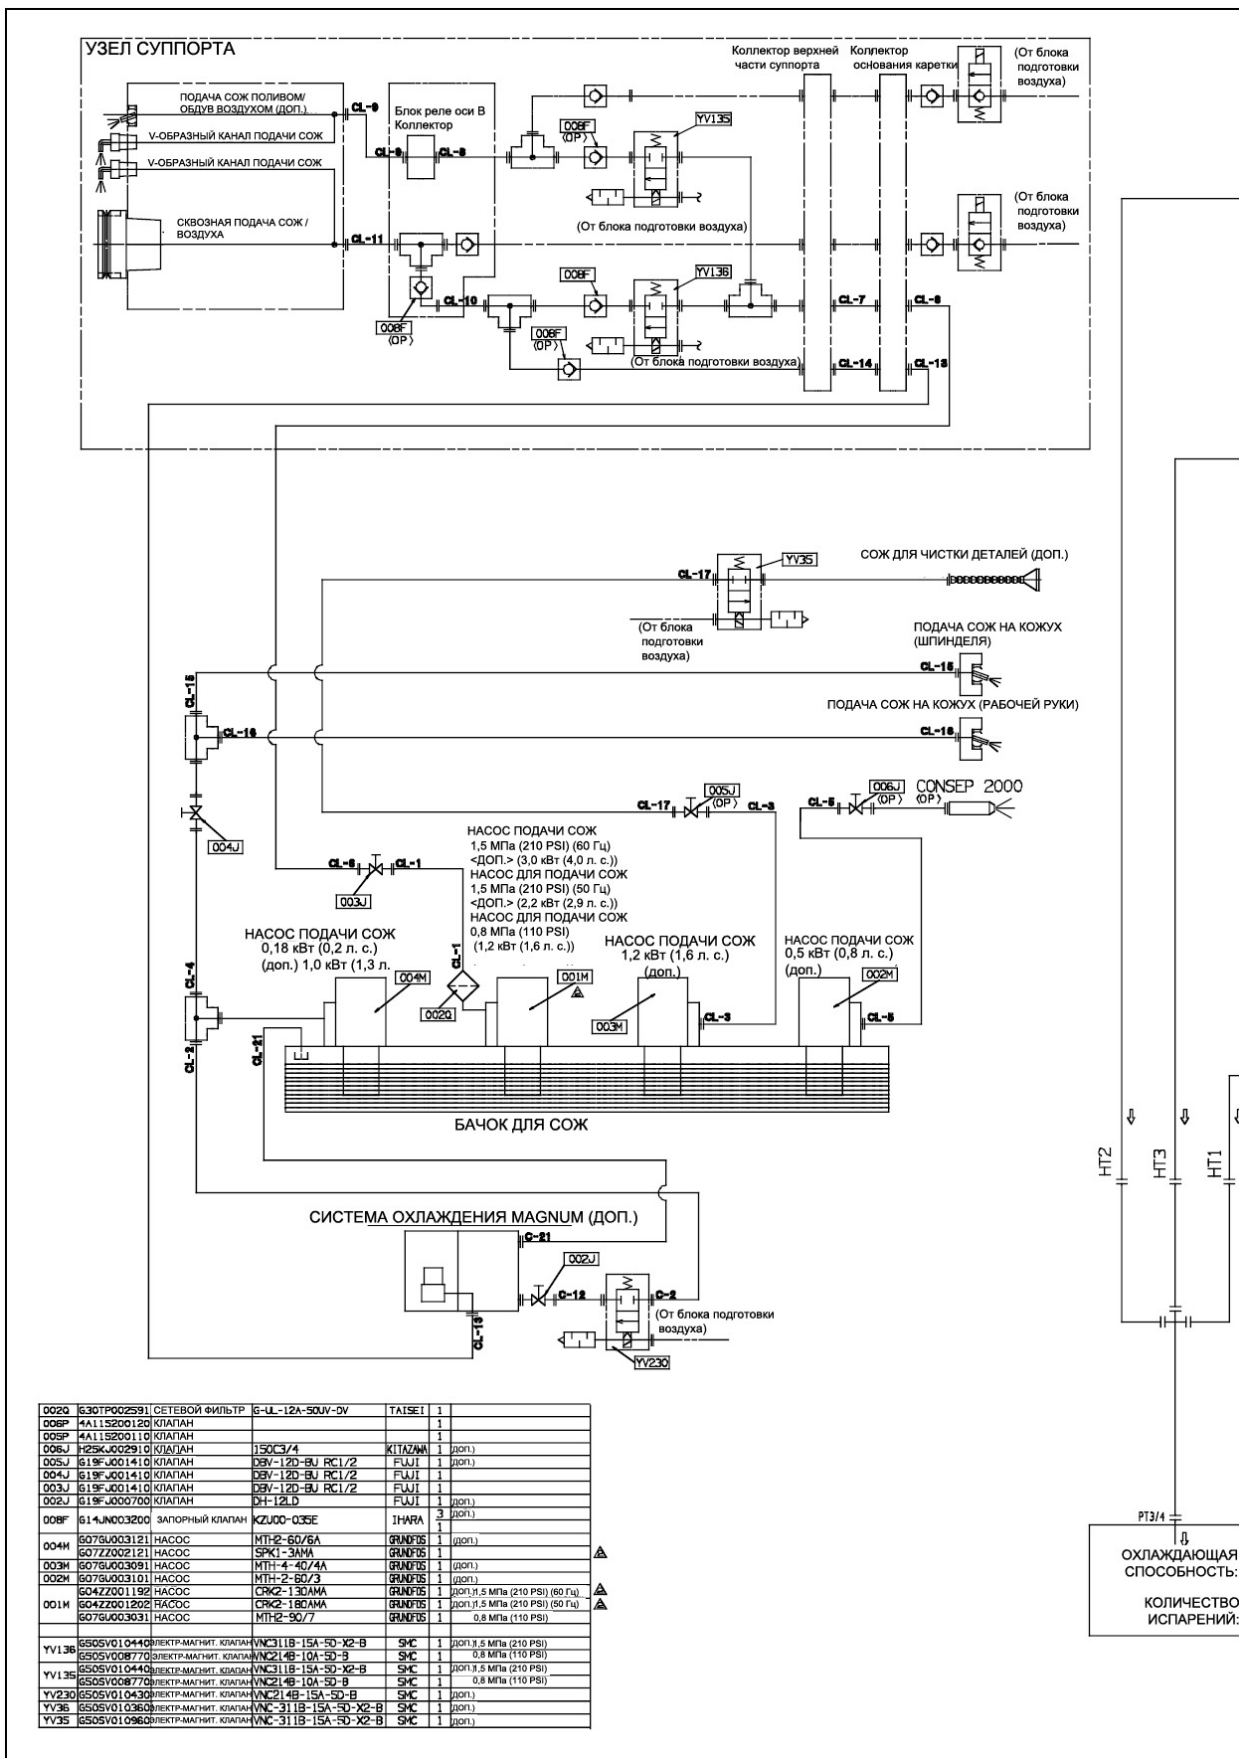 УЗЕЛ СУППОРТА
Коллектор верхней
части суппорта
Коллектор
основания каретки
(От блока
подготовки
воздуха)
ПОДАЧА СОЖ ПОЛИВОМ/
ОБДУВ ВОЗДУХОМ (ДОП.)
CL-9
Блок реле оси В
Коллектор
008F
(OP)
YV135
V-ОБРАЗНЫЙ КАНАЛ ПОДАЧИ СОЖ
CL-9
CL-8
V-ОБРАЗНЫЙ КАНАЛ ПОДАЧИ СОЖ
(От блока
подготовки
воздуха)
СКВОЗНАЯ ПОДАЧА СОЖ /
ВОЗДУХА
(От блока подготовки воздуха)
CL-11
008F
YV136
CL-10
CL-7
CL-6
008F
(OP)
008F
(OP)
(От блока подготовки воздуха)
CL-14
CL-13
СОЖ ДЛЯ ЧИСТКИ ДЕТАЛЕЙ (ДОП.)
YV35
CL-17
(От блока
подготовки
воздуха)
ПОДАЧА СОЖ НА КОЖУХ
(ШПИНДЕЛЯ)
CL-15
CL-15
ПОДАЧА СОЖ НА КОЖУХ (РАБОЧЕЙ РУКИ)
CL-16
CL-16
005J
(OP)
CL-17
CL-3
006J
(OP)
CONSEP 2000
(OP)
CL-5
004J
НАСОС ПОДАЧИ СОЖ
1,5 МПа (210 PSI) (60 Гц)
<ДОП.> (3,0 кВт (4,0 л. с.))
НАСОС ДЛЯ ПОДАЧИ СОЖ
1,5 МПа (210 PSI) (50 Гц)
<ДОП.> (2,2 кВт (2,9 л. с.))
НАСОС ДЛЯ ПОДАЧИ СОЖ
0,8 МПа (110 PSI)
(1,2 кВт (1,6 л. с.))
CL-6
CL-1
003J
НАСОС ПОДАЧИ СОЖ
0,18 кВт (0,2 л. с.)
(доп.) 1,0 кВт (1,3 л.
НАСОС ПОДАЧИ СОЖ
1,2 кВт (1,6 л. с.)
(доп.)
НАСОС ПОДАЧИ СОЖ
0,5 кВт (0,8 л. с.)
(доп.)
CL-1
CL-4
004M
001M
002M
002Q
003M
CL-3
CL-5
CL-2
CL-21
БАЧОК ДЛЯ СОЖ
HT2
HT3
HT1
СИСТЕМА ОХЛАЖДЕНИЯ MAGNUM (ДОП.)
C-21
002J
C-12
C-2
(От блока подготовки
воздуха)
CL-13
YV230
002Q G30TP002591 СЕТЕВОЙ ФИЛЬТР G-UL-12A-50UV-DV TAISEI 1
006P 4A115200120 КЛАПАН 1
005P 4A115200110 КЛАПАН 1
006J H25KJ002910 КЛАПАН 150C3/4 KITAZAWA 1 (доп.)
005J G19FJ001410 КЛАПАН DBV-12D-BU RC1/2 FUJI 1 (доп.)
004J G19FJ001410 КЛАПАН DBV-12D-BU RC1/2 FUJI 1
003J G19FJ001410 КЛАПАН DBV-12D-BU RC1/2 FUJI 1
002J G19FJ000700 КЛАПАН DH-12LD FUJI 1 (доп.)
008F G14JN003200 ЗАПОРНЫЙ КЛАПАН KZU00-035E IHARA 3 (доп.)
1
004M G07GU003121 НАСОС MTH2-60/6A GRUNDFOS 1 (доп.)
G07ZZ002121 НАСОС SPK1-3AMA GRUNDFOS 1
003M G07GU003091 НАСОС MTH-4-40/4A GRUNDFOS 1 (доп.)
002M G07GU003101 НАСОС MTH-2-60/3 GRUNDFOS 1 (доп.)
001M G04ZZ001192 НАСОС CRK2-130AMA GRUNDFOS 1 (доп.) 1,5 МПа (210 PSI) (60 Гц)
G04ZZ001202 НАСОС CRK2-180AMA GRUNDFOS 1 (доп.) 1,5 МПа (210 PSI) (50 Гц)
G07GU003031 НАСОС MTH2-90/7 GRUNDFOS 1 0,8 МПа (110 PSI)
YV136 G50SV010440 ЭЛЕКТР-МАГНИТ. КЛАПАН VNC311B-15A-5D-X2-B SMC 1 (доп.) 1,5 МПа (210 PSI)
G50SV008770 ЭЛЕКТР-МАГНИТ. КЛАПАН VNC214B-10A-5D-B SMC 1 0,8 МПа (110 PSI)
YV135 G50SV010440 ЭЛЕКТР-МАГНИТ. КЛАПАН VNC311B-15A-5D-X2-B SMC 1 (доп.) 1,5 МПа (210 PSI)
G50SV008770 ЭЛЕКТР-МАГНИТ. КЛАПАН VNC214B-10A-5D-B SMC 1 0,8 МПа (110 PSI)
YV230 G50SV010430 ЭЛЕКТР-МАГНИТ. КЛАПАН VNC214B-15A-5D-B SMC 1 (доп.)
YV36 G50SV010360 ЭЛЕКТР-МАГНИТ. КЛАПАН VNC-311B-15A-5D-X2-B SMC 1 (доп.)
YV35 G50SV010960 ЭЛЕКТР-МАГНИТ. КЛАПАН VNC-311B-15A-5D-X2-B SMC 1 (доп.)
PT3/4
ОХЛАЖДАЮЩАЯ
СПОСОБНОСТЬ:
КОЛИЧЕСТВО
ИСПАРЕНИЙ: